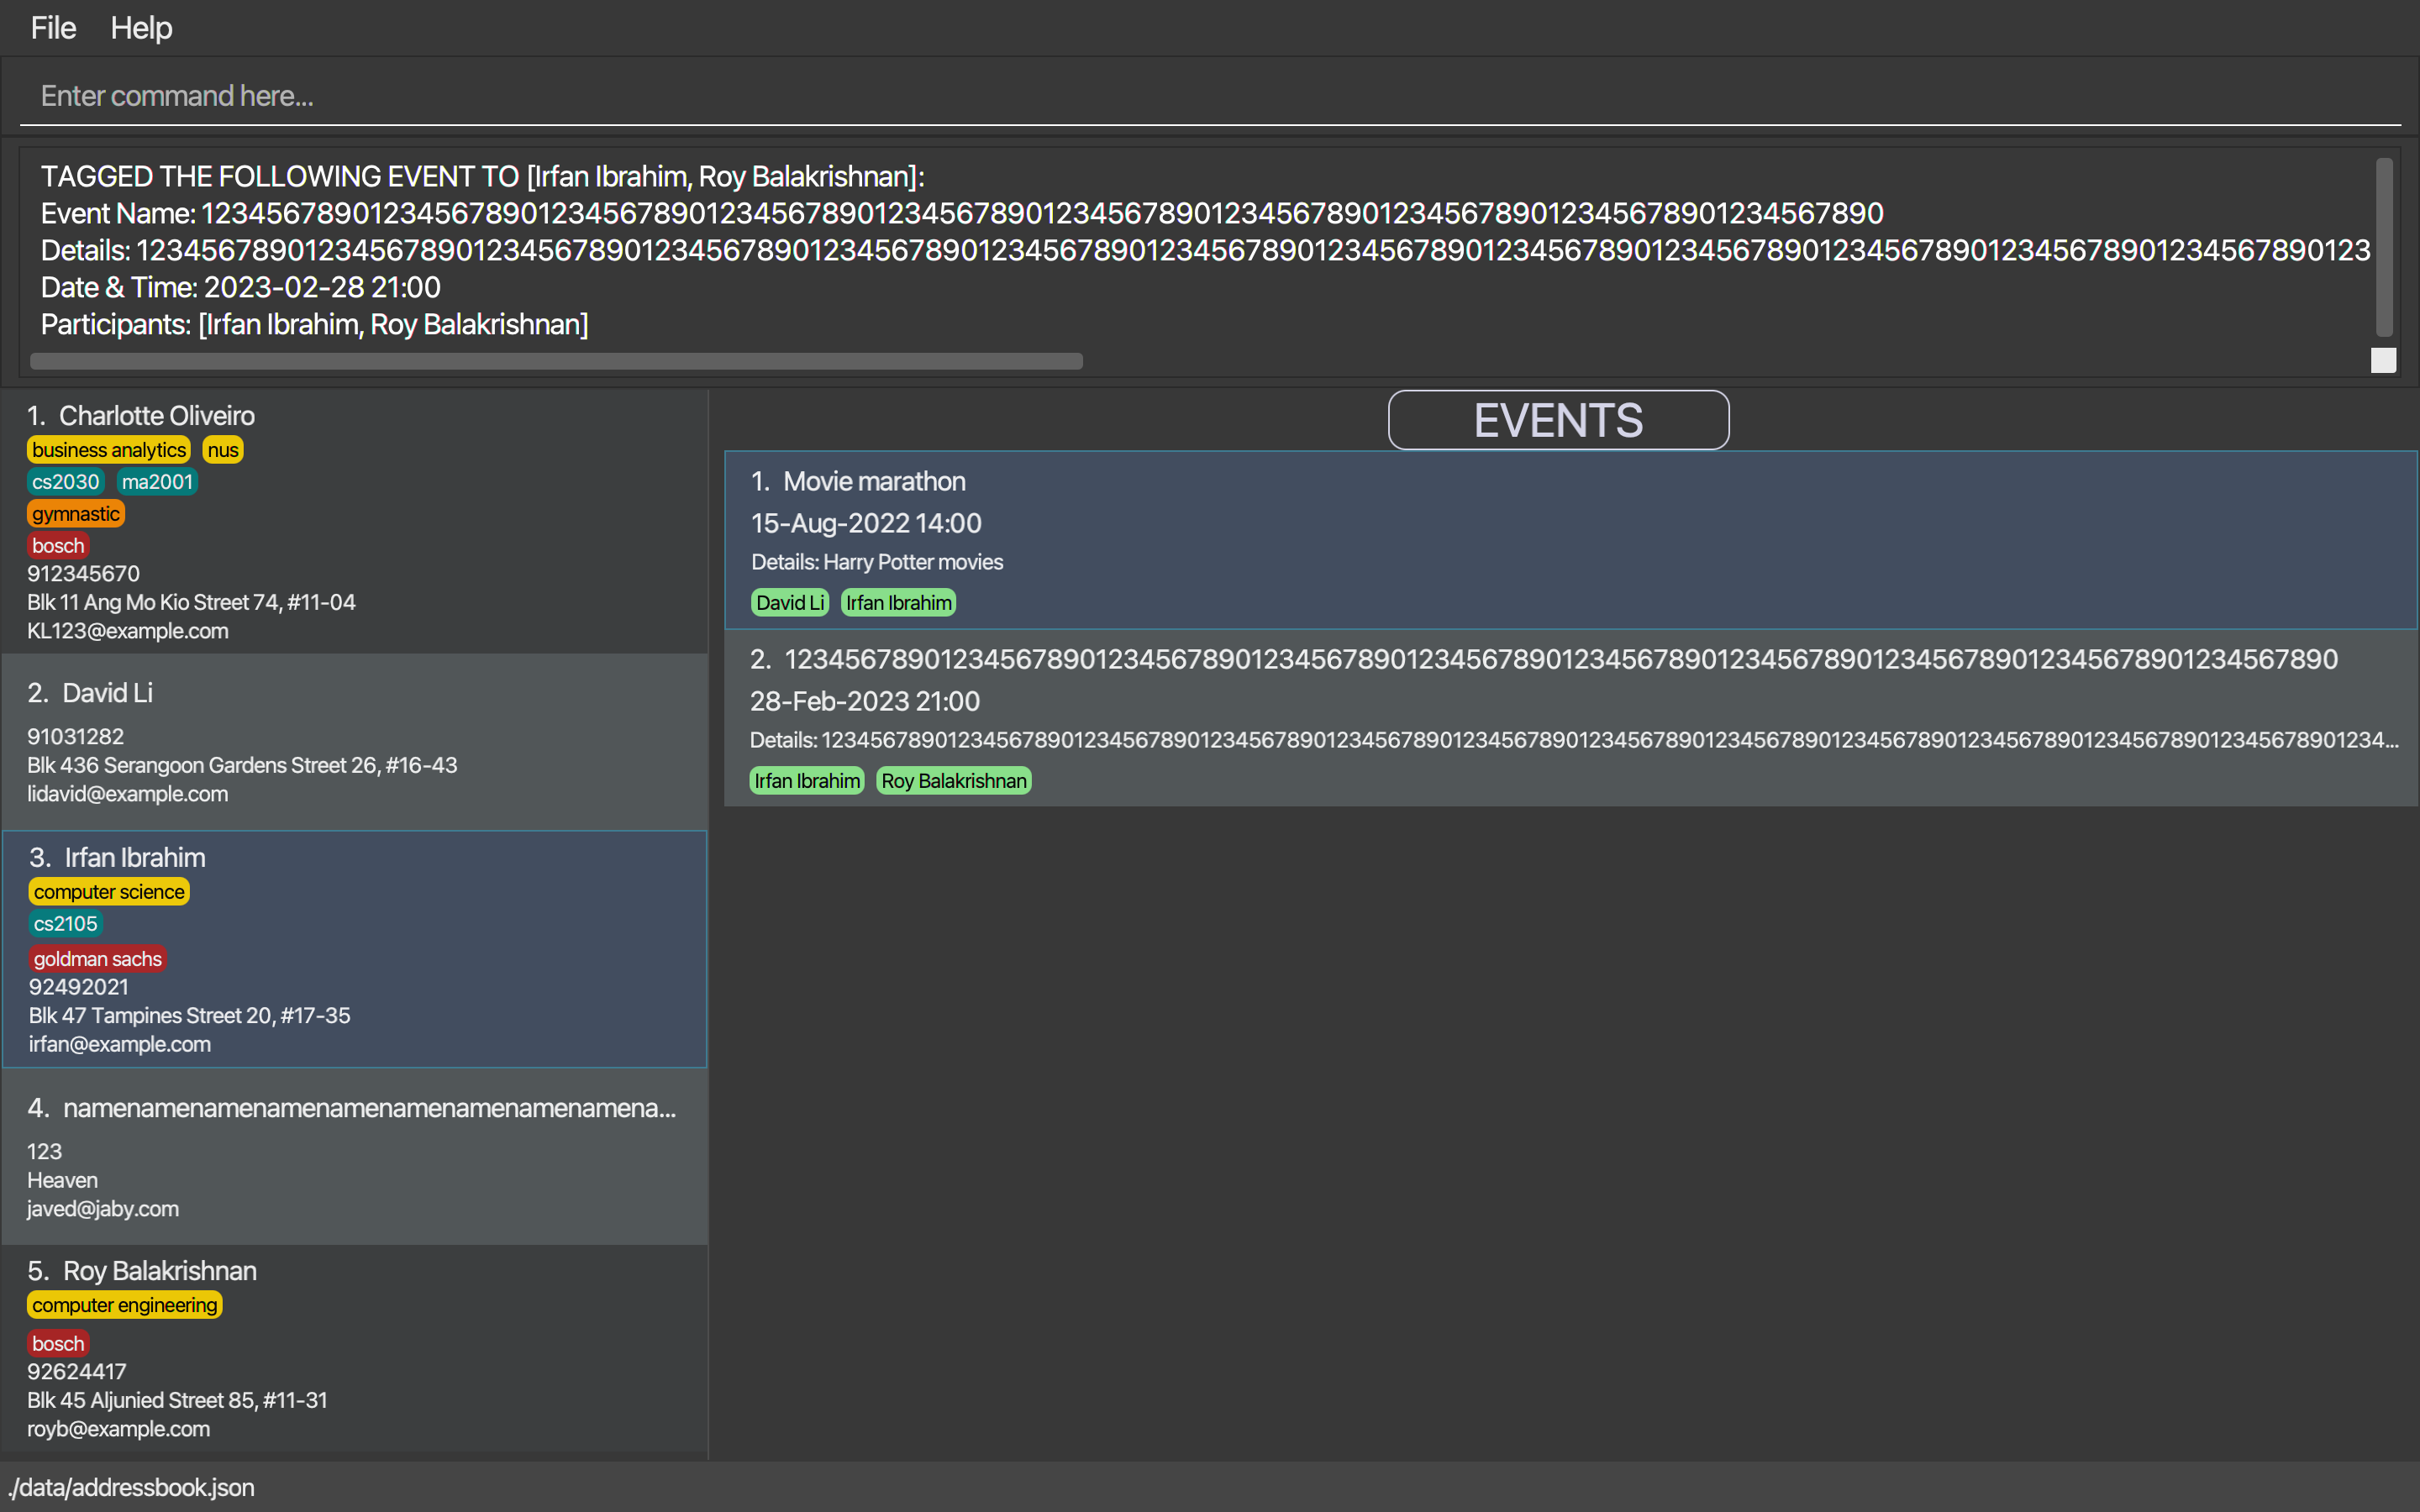 File Help
Enter command here...
TAGGED THE FOLLOWING EVENT TO [Irfan Ibrahim, Roy Balakrishnan]:
Event Name: 1234567890123456789012345678901234567890123456789012345678901234567890123456789012345678901234567890
Details: 1234567890123456789012345678901234567890123456789012345678901234567890123456789012345678901234567890123456789012345678901234567890123
Date & Time: 2023-02-28 21:00
Participants: [Irfan Ibrahim, Roy Balakrishnan]
1. Charlotte Oliveiro
business analytics nus
cs2030 ma2001
gymnastic
bosch
912345670
Blk 11 Ang Mo Kio Street 74, #11-04
KL123@example.com
2. David Li
91031282
Blk 436 Serangoon Gardens Street 26, #16-43
lidavid@example.com
3. Irfan Ibrahim
computer science
cs2105
goldman sachs
92492021
Blk 47 Tampines Street 20, #17-35
irfan@example.com
4. namenamenamenamenamenamenamenamenamena...
123
Heaven
javed@jaby.com
5. Roy Balakrishnan
computer engineering
bosch
92624417
Blk 45 Aljunied Street 85, #11-31
royb@example.com
EVENTS
1. Movie marathon
15-Aug-2022 14:00
Details: Harry Potter movies
David Li Irfan Ibrahim
2. 1234567890123456789012345678901234567890123456789012345678901234567890123456789012345678901234567890
28-Feb-2023 21:00
Details: 1234567890123456789012345678901234567890123456789012345678901234567890123456789012345678901234567890123456789012345678901234...
Irfan Ibrahim Roy Balakrishnan
./data/addressbook.json